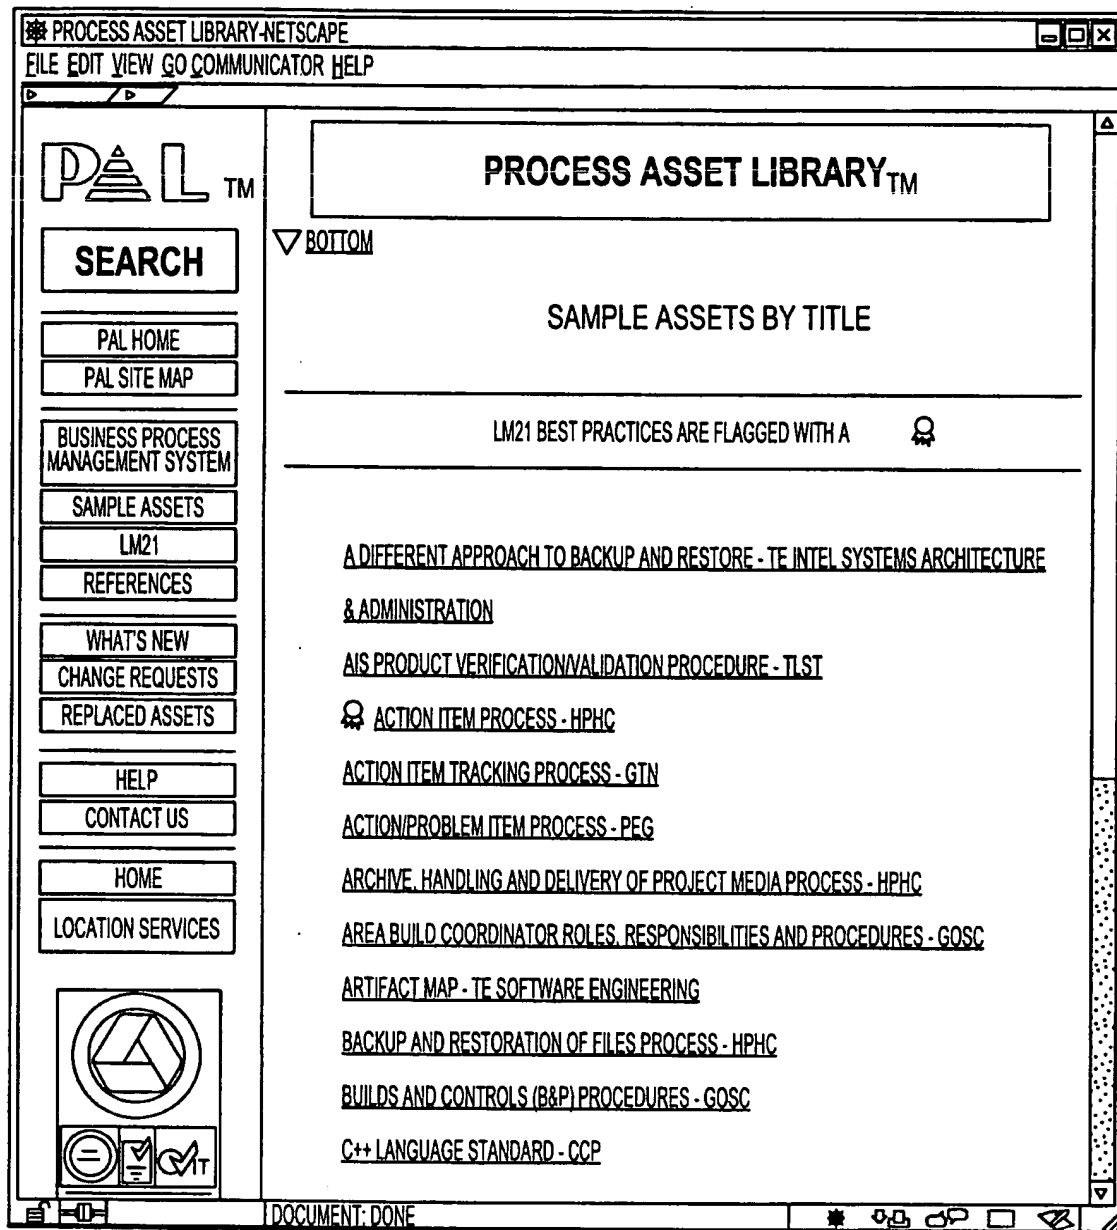 PROCESS ASSET LIBRARY-NETSCAPE
FILE EDIT VIEW GO COMMUNICATOR HELP
PAL TM
SEARCH
PAL HOME
PAL SITE MAP
BUSINESS PROCESS
MANAGEMENT SYSTEM
SAMPLE ASSETS
LM21
REFERENCES
WHAT'S NEW
CHANGE REQUESTS
REPLACED ASSETS
HELP
CONTACT US
HOME
LOCATION SERVICES
IT
PROCESS ASSET LIBRARY TM
BOTTOM
SAMPLE ASSETS BY TITLE
LM21 BEST PRACTICES ARE FLAGGED WITH A
A DIFFERENT APPROACH TO BACKUP AND RESTORE - TE INTEL SYSTEMS ARCHITECTURE
& ADMINISTRATION
AIS PRODUCT VERIFICATION/VALIDATION PROCEDURE - TLST
ACTION ITEM PROCESS - HPHC
ACTION ITEM TRACKING PROCESS - GTN
ACTION/PROBLEM ITEM PROCESS - PEG
ARCHIVE, HANDLING AND DELIVERY OF PROJECT MEDIA PROCESS - HPHC
AREA BUILD COORDINATOR ROLES, RESPONSIBILITIES AND PROCEDURES - GOSC
ARTIFACT MAP - TE SOFTWARE ENGINEERING
BACKUP AND RESTORATION OF FILES PROCESS - HPHC
BUILDS AND CONTROLS (B&P) PROCEDURES - GOSC
C++ LANGUAGE STANDARD - CCP
DOCUMENT: DONE